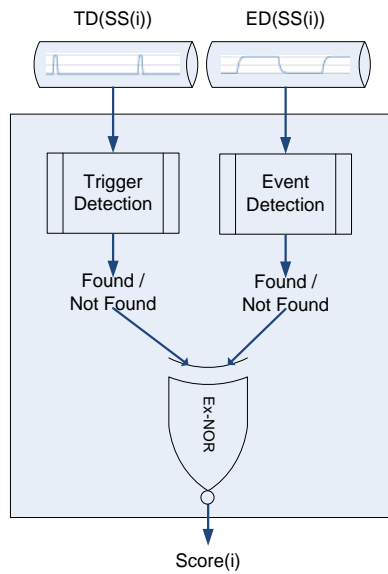 TD(SS(i))
ED(SS(i))
Trigger
Detection
Event
Detection
Found /
Not Found
Found /
Not Found
Ex-NOR
Score(i)